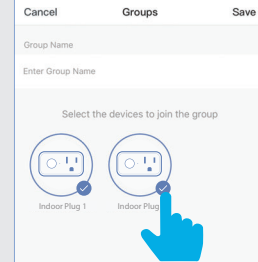 Cancel Groups Save
Group Name
Enter Group Name
Select the devices to join the group
Indoor Plug 1 Indoor Plug